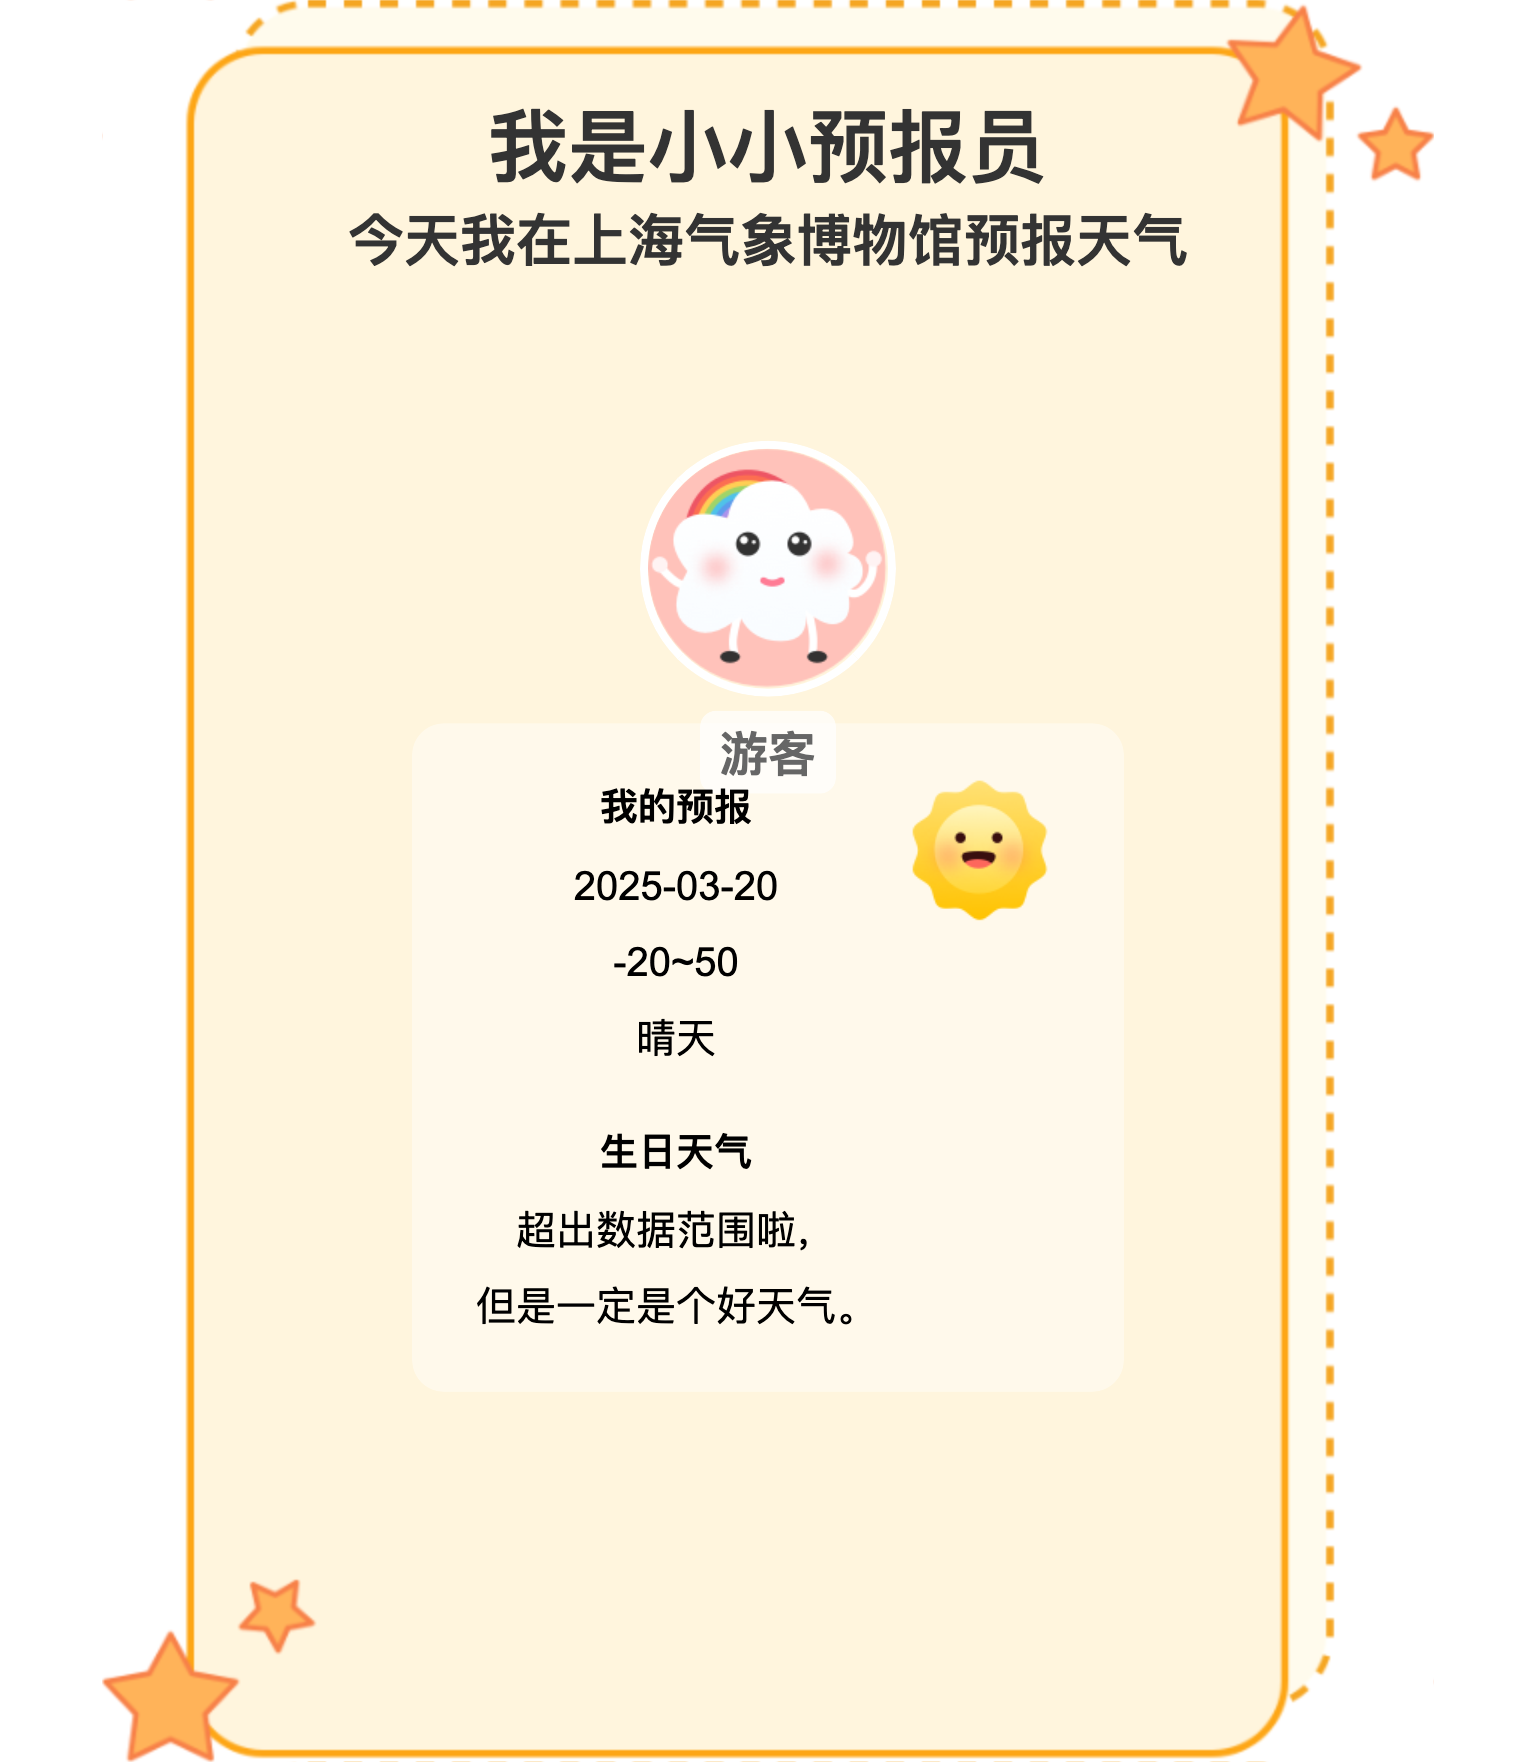 我是小小预报员
今天我在上海气象博物馆预报天气
游客
我的预报
2025-03-20
-20~50
晴天
生日天气
超出数据范围啦，
但是一定是个好天气。